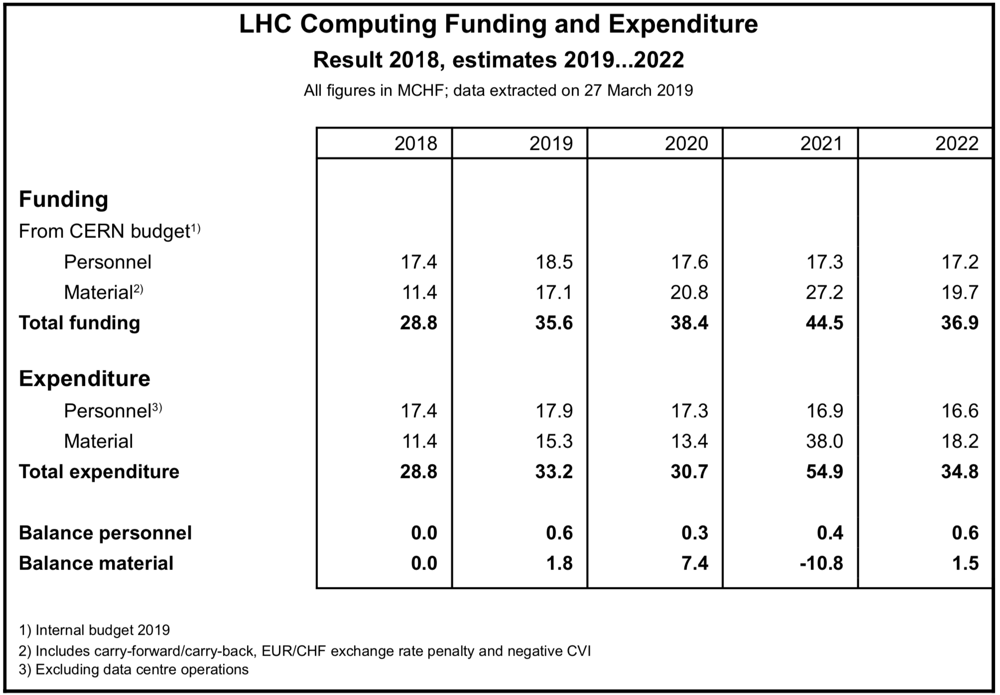 LHC Computing Funding and Expenditure
Result 2018, estimates 2019...2022
All figures in MCHF; data extracted on 27 March 2019
2018 2019 2020 2021 2022
Funding
From CERN budget1)
Personnel 17.4 18.5 17.6 17.3 17.2
Material2) 11.4 17.1 20.8 27.2 19.7
Total funding 28.8 35.6 38.4 44.5 36.9
Expenditure
Personnel3) 17.4 17.9 17.3 16.9 16.6
Material 11.4 15.3 13.4 38.0 18.2
Total expenditure 28.8 33.2 30.7 54.9 34.8
Balance personnel 0.0 0.6 0.3 0.4 0.6
Balance material 0.0 1.8 7.4 -10.8 1.5
1) Internal budget 2019
2) Includes carry-forward/carry-back, EUR/CHF exchange rate penalty and negative CVI
3) Excluding data centre operations